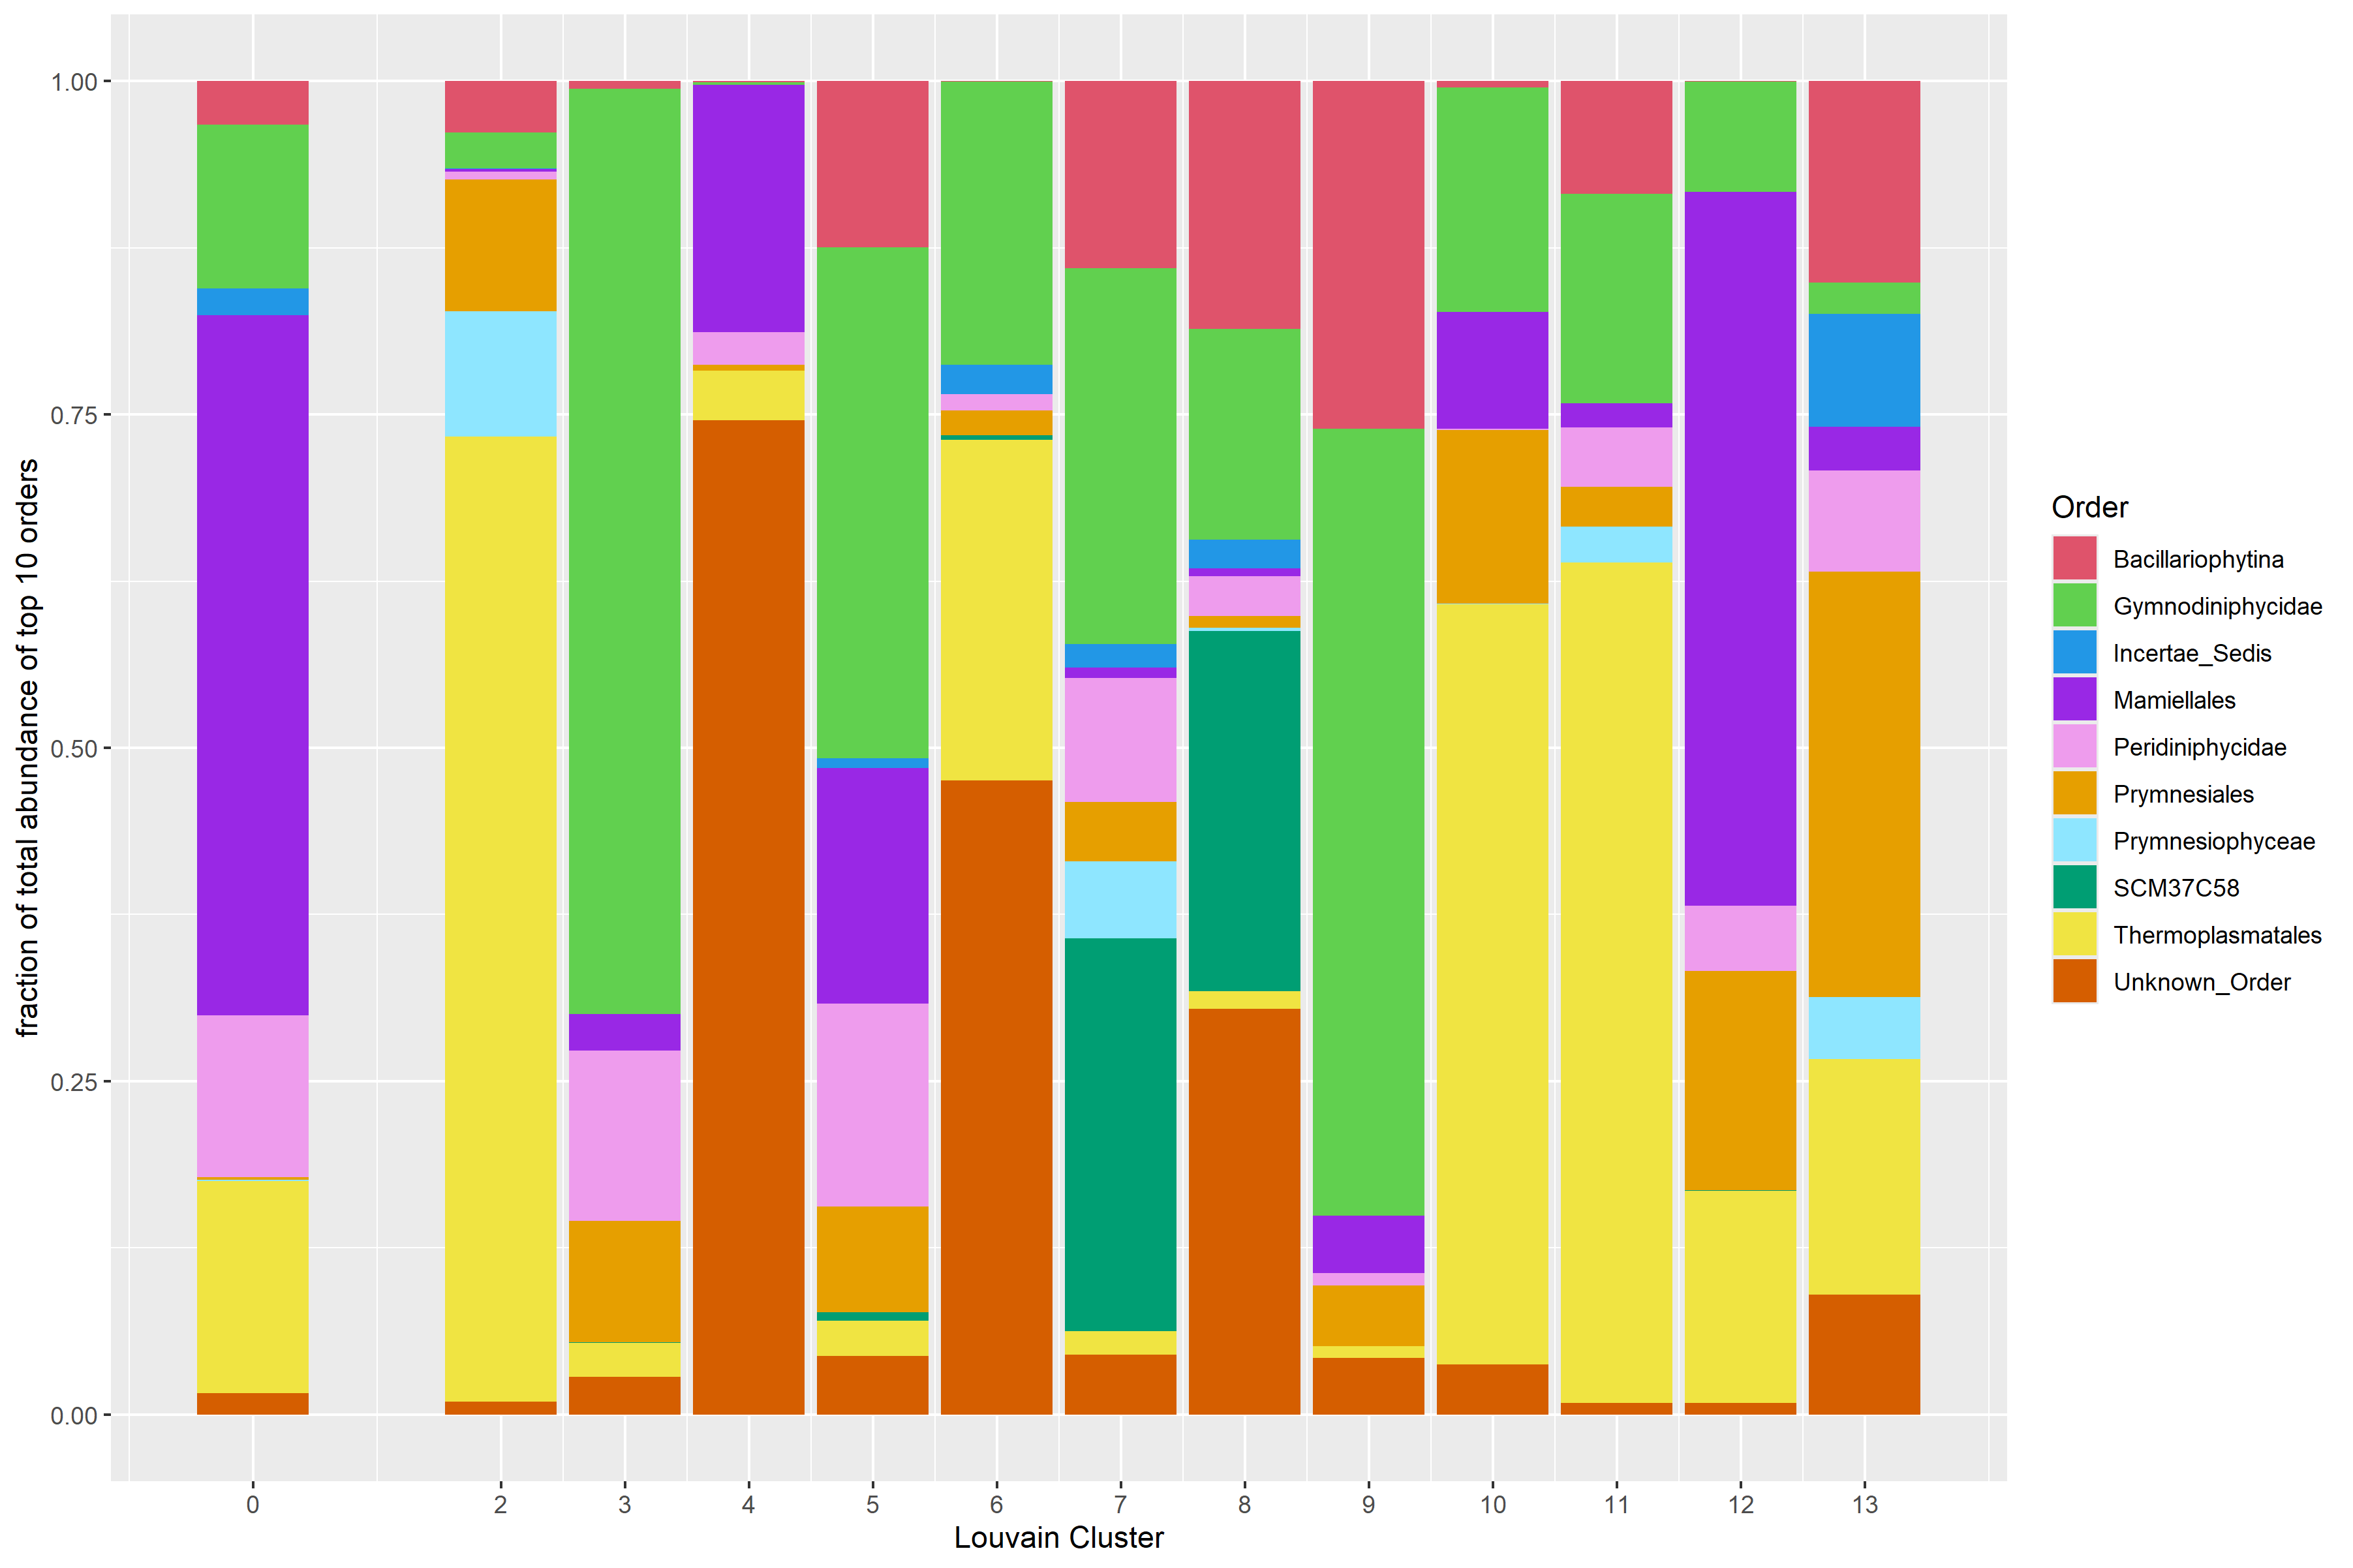 fraction of total abundance of top 10 orders
1.00
0.75
0.50
0.25
0.00
0 2 3 4 5 6 7 8 9 10 11 12 13
Louvain Cluster
Order
Bacillariophytina
Gymnodiniphycidae
Incertae_Sedis
Mamiellales
Peridiniphycidae
Prymnesiales
Prymnesiophyceae
SCM37C58
Thermoplasmatales
Unknown_Order